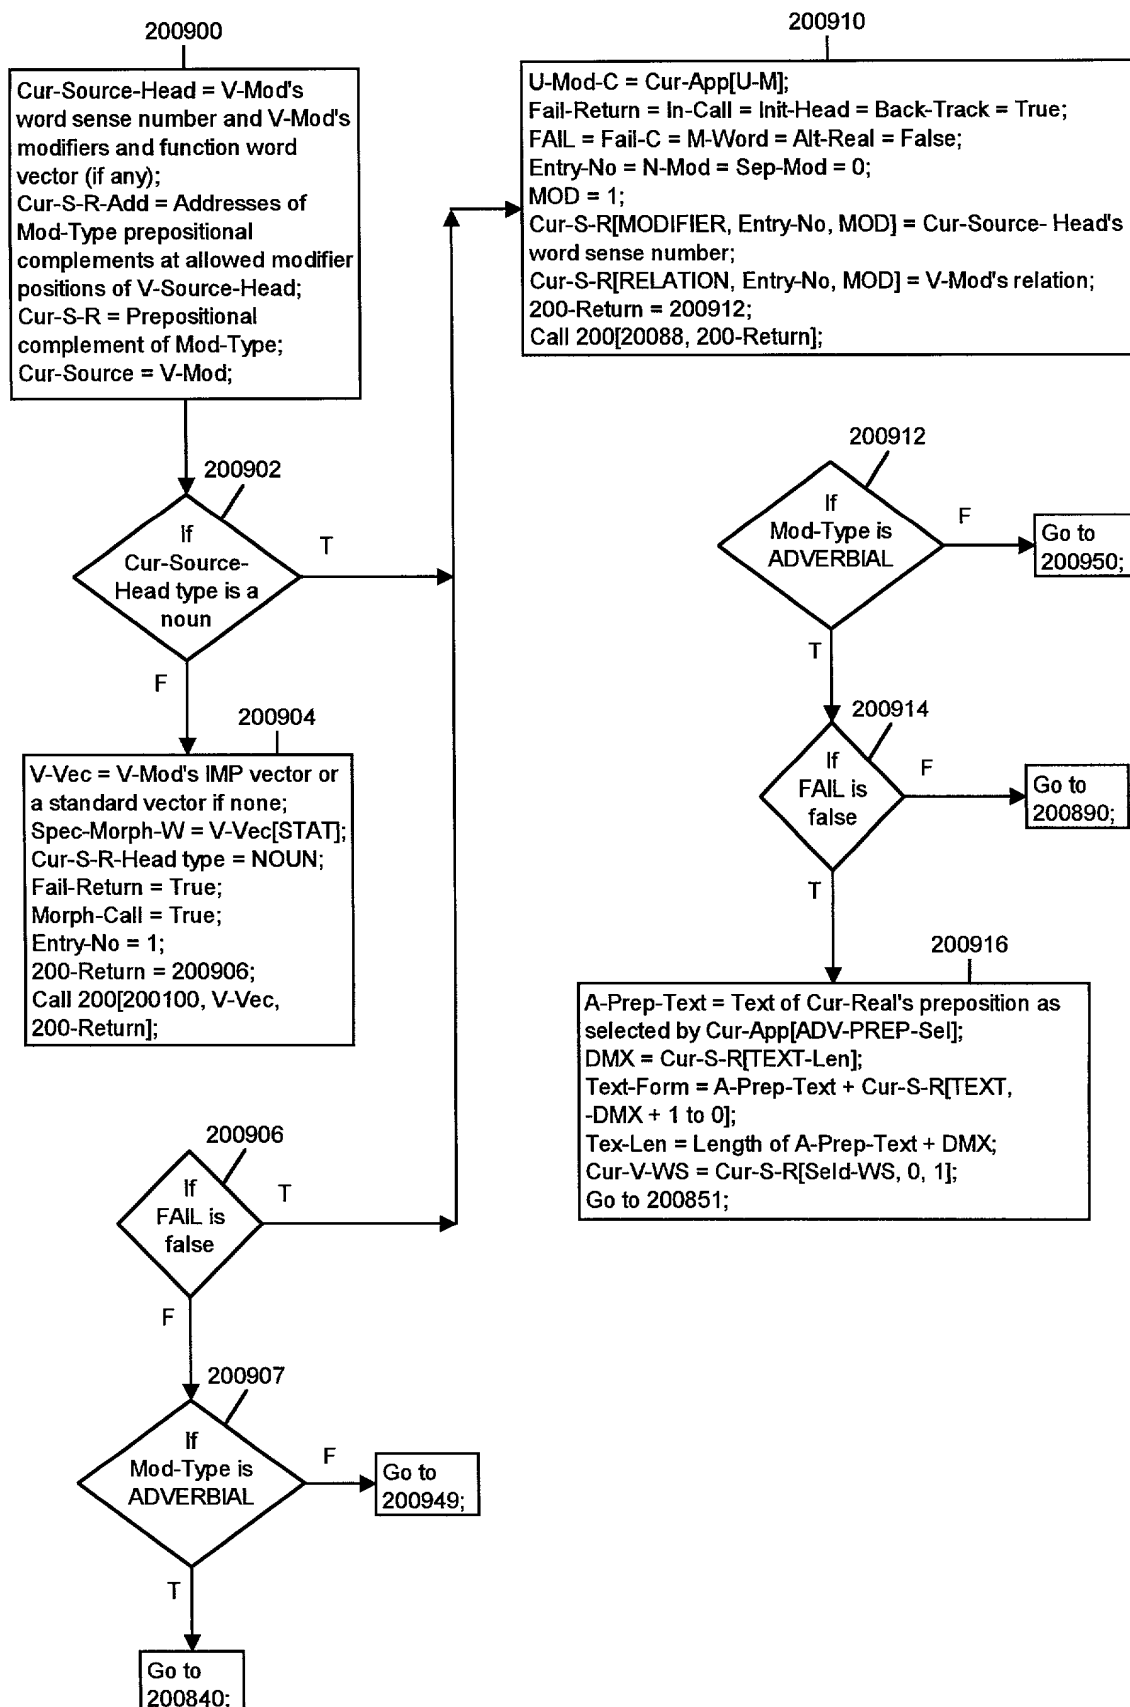 200900
Cur-Source-Head = V-Mod's
word sense number and V-Mod's
modifiers and function word
vector (if any);
Cur-S-R-Add = Addresses of
Mod-Type prepositional
complements at allowed modifier
positions of V-Source-Head;
Cur-S-R = Prepositional
complement of Mod-Type;
Cur-Source = V-Mod;
200902
If
Cur-Source-
Head type is a
noun
T
F
200904
V-Vec = V-Mod's IMP vector or
a standard vector if none;
Spec-Morph-W = V-Vec[STAT];
Cur-S-R-Head type = NOUN;
Fail-Return = True;
Morph-Call = True;
Entry-No = 1;
200-Return = 200906;
Call 200[200100, V-Vec,
200-Return];
200906
If
FAIL is
false
T
F
200907
If
Mod-Type is
ADVERBIAL
F
Go to
200949;
T
Go to
200840;
200910
U-Mod-C = Cur-App[U-M];
Fail-Return = In-Call = Init-Head = Back-Track = True;
FAIL = Fail-C = M-Word = Alt-Real = False;
Entry-No = N-Mod = Sep-Mod = 0;
MOD = 1;
Cur-S-R[MODIFIER, Entry-No, MOD] = Cur-Source- Head's
word sense number;
Cur-S-R[RELATION, Entry-No, MOD] = V-Mod's relation;
200-Return = 200912;
Call 200[20088, 200-Return];
200912
If
Mod-Type is
ADVERBIAL
F
Go to
200950;
T
200914
If
FAIL is
false
F
Go to
200890;
T
200916
A-Prep-Text = Text of Cur-Real's preposition as
selected by Cur-App[ADV-PREP-Sel];
DMX = Cur-S-R[TEXT-Len];
Text-Form = A-Prep-Text + Cur-S-R[TEXT,
-DMX + 1 to 0];
Tex-Len = Length of A-Prep-Text + DMX;
Cur-V-WS = Cur-S-R[Seld-WS, 0, 1];
Go to 200851;